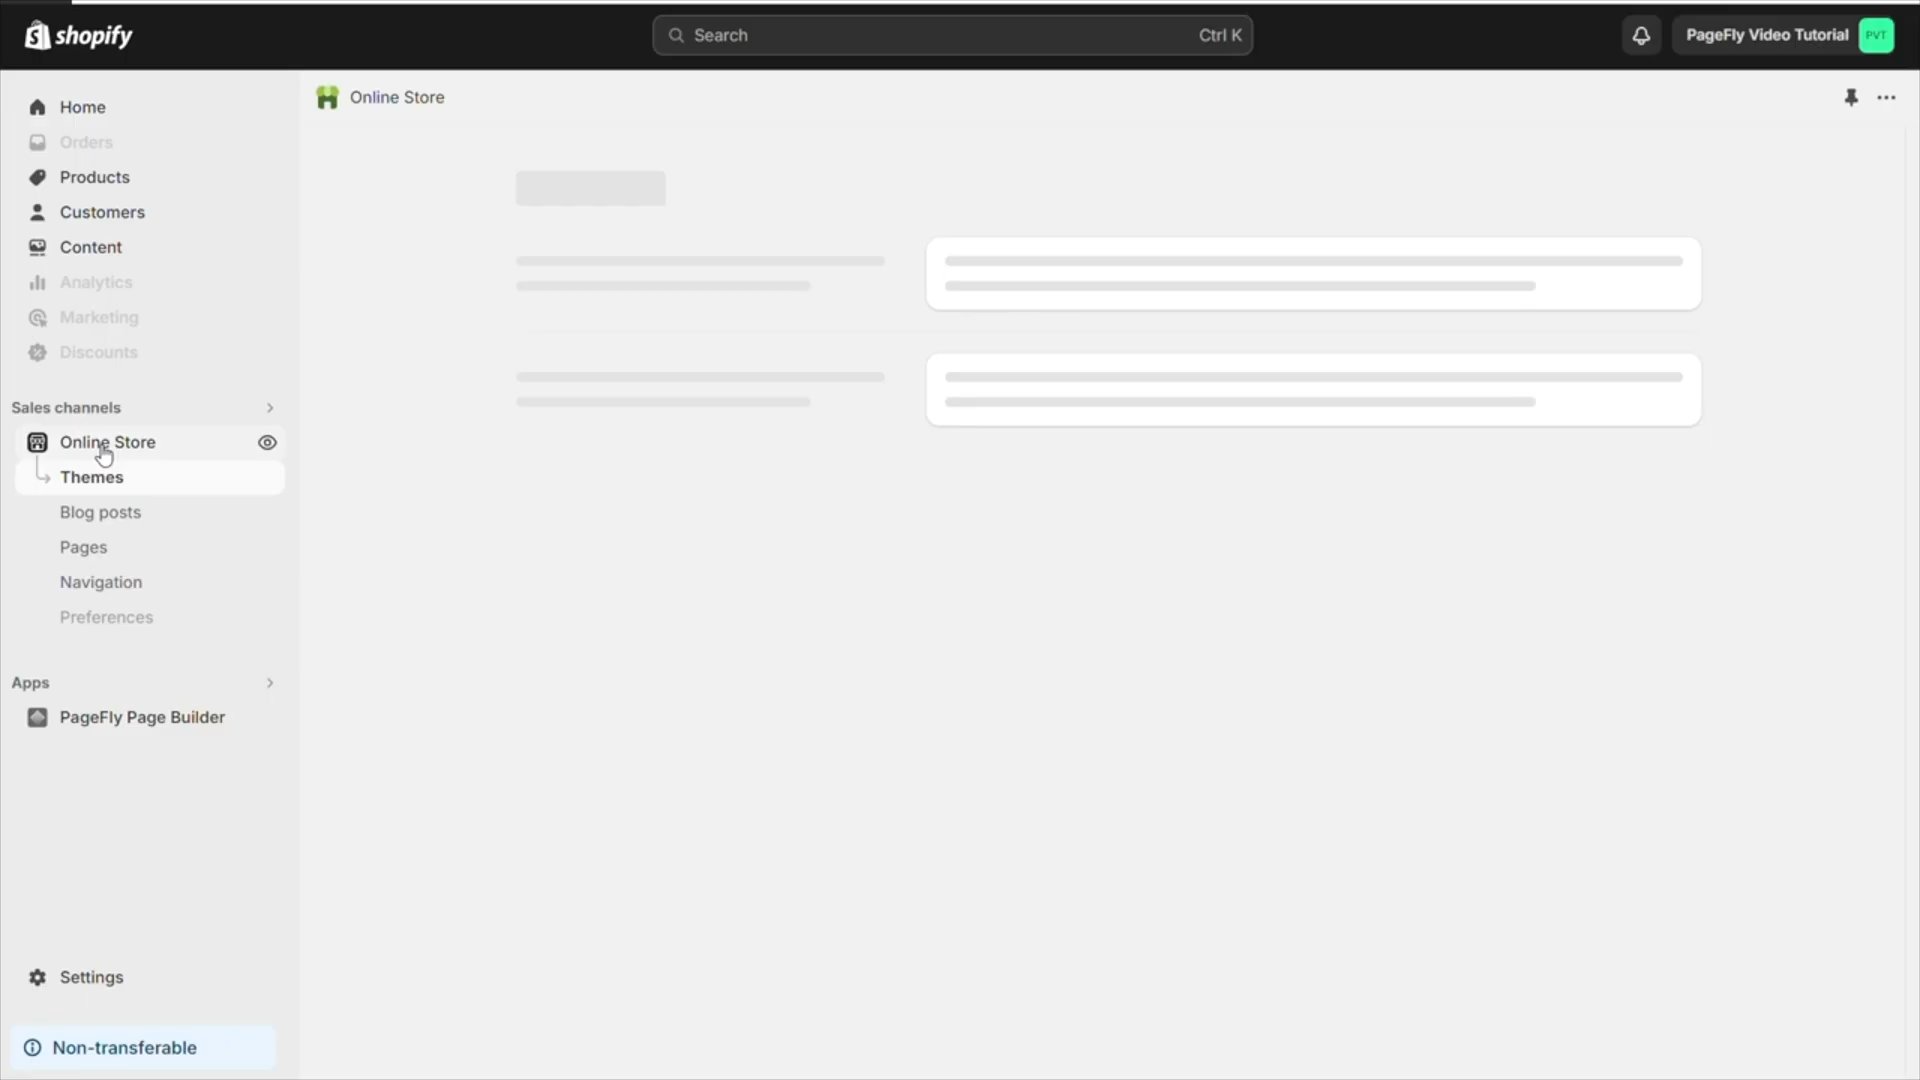 shopify
Search
Ctrl K
PageFly Video Tutorial
PVT
Online Store
Home
Orders
Products
Customers
Content
Analytics
Marketing
Discounts
Sales channels
Online Store
Themes
Blog posts
Pages
Navigation
Preferences
Apps
PageFly Page Builder
Settings
Non-transferable